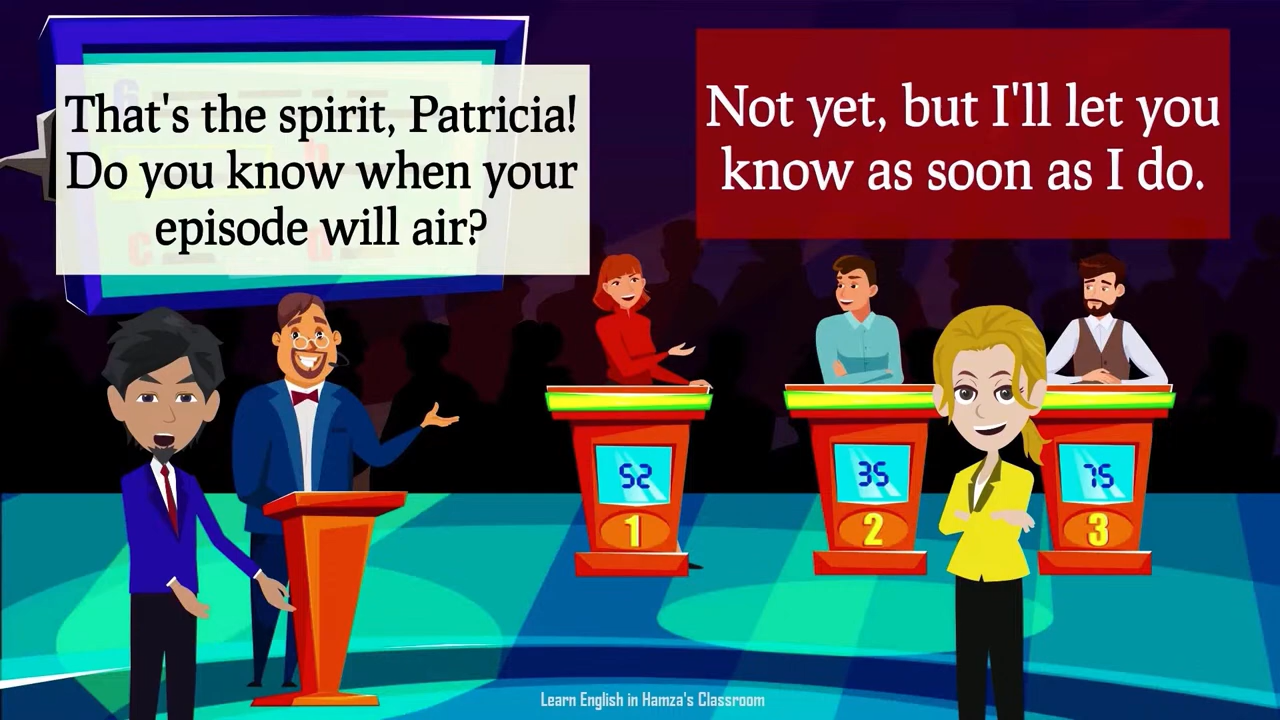 That's the spirit, Patricia!
Do you know when your
episode will air?
Not yet, but I'll let you
know as soon as I do.
52
35
75
1
2
3
Learn English in Hamza's Classroom